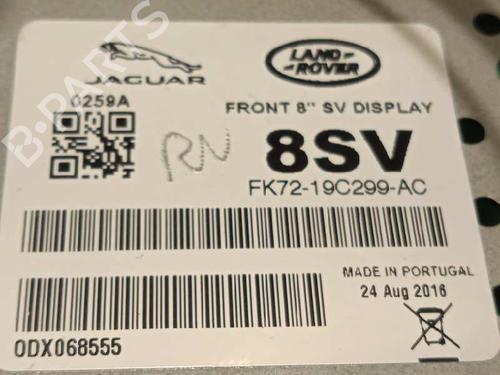 JAGUAR
LAND ROVER
0259A
FRONT 8" SV DISPLAY
RN
8SV
FK72-19C299-AC
MADE IN PORTUGAL
24 Aug 2016
ODX068555
B-PARTS